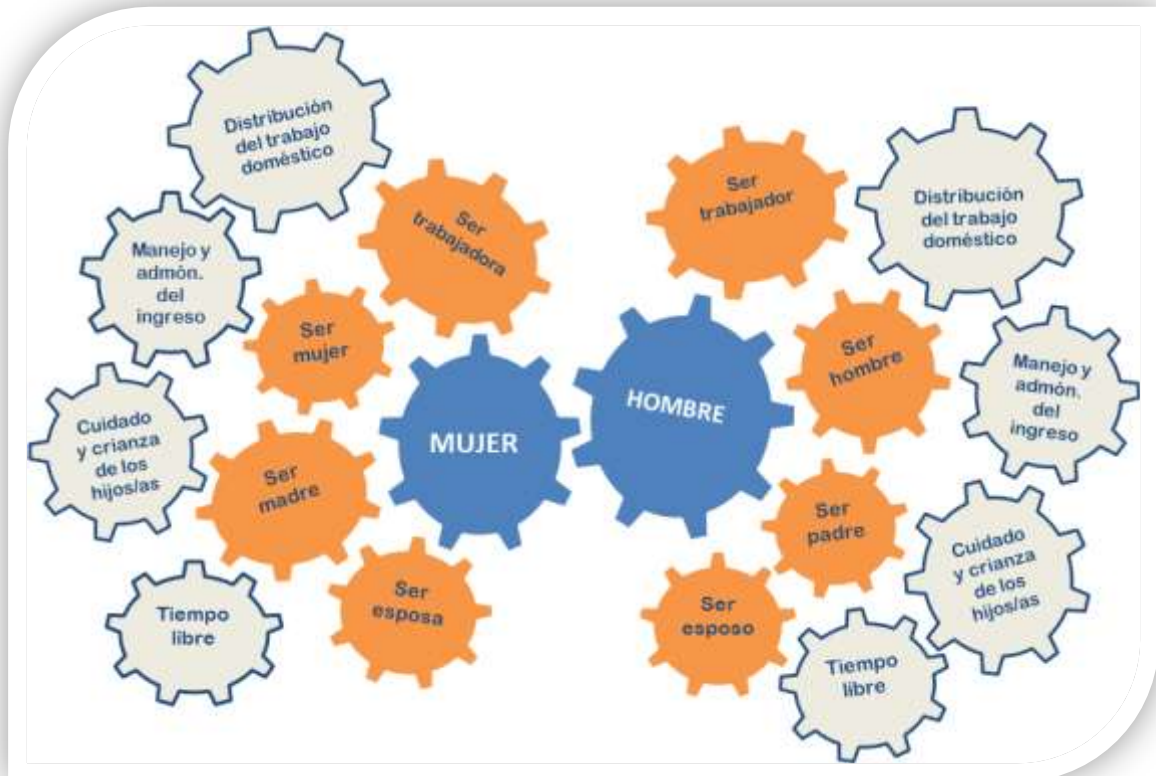 Distribución
del trabajo
doméstico
Manejo y
admón.
del
ingreso
Cuidado
y crianza
de los
hijos/as
Tiempo
libre
Ser
trabajadora
Ser
mujer
Ser
madre
Ser
esposa
MUJER
HOMBRE
Ser
trabajador
Ser
hombre
Ser
padre
Ser
esposo
Distribución
del trabajo
doméstico
Manejo y
admón.
del
ingreso
Cuidado
y crianza
de los
hijos/as
Tiempo
libre